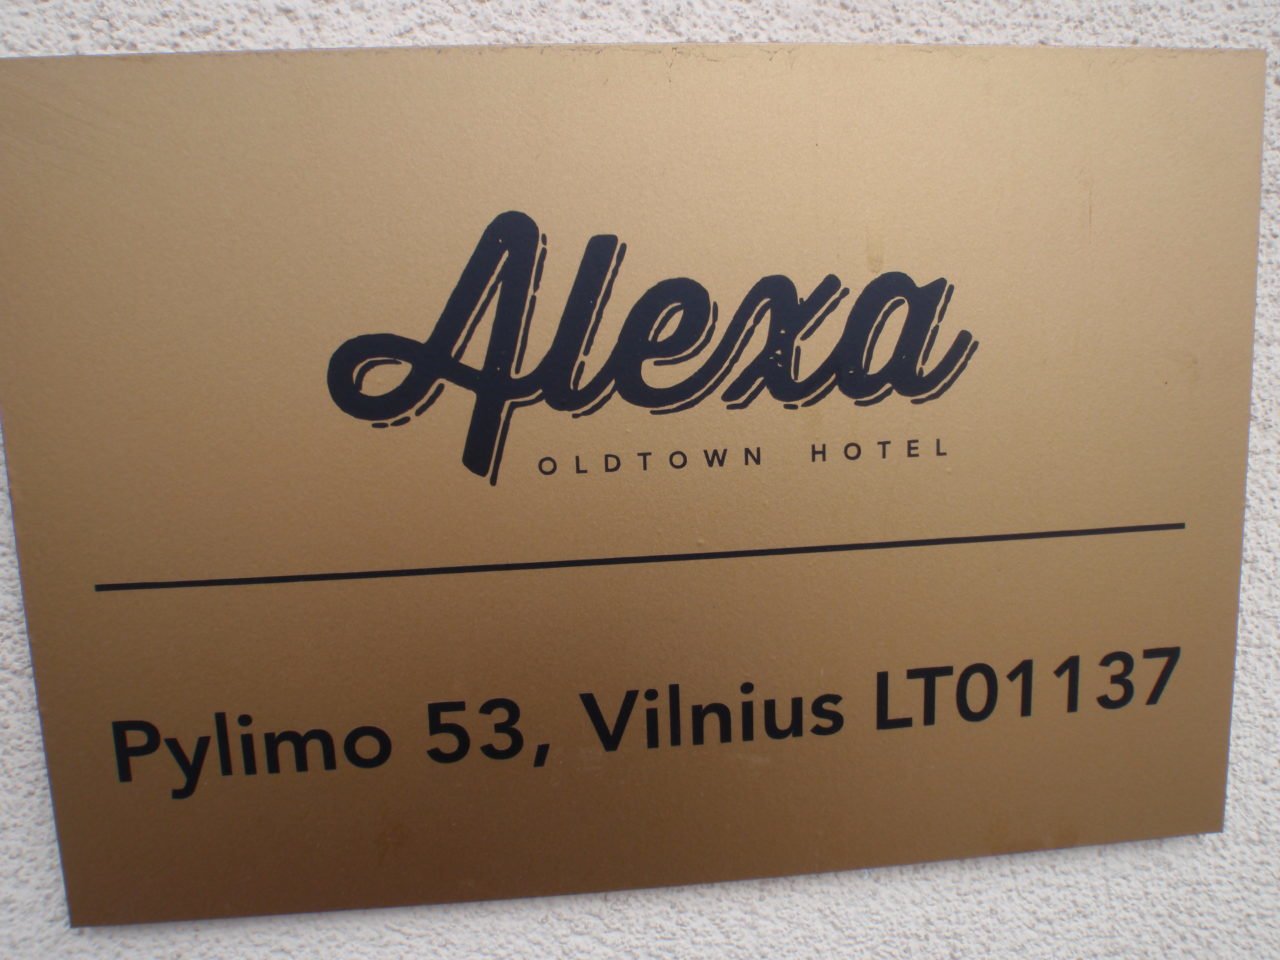 Alexa
OLDTOWN HOTEL
Pylimo 53, Vilnius LT01137